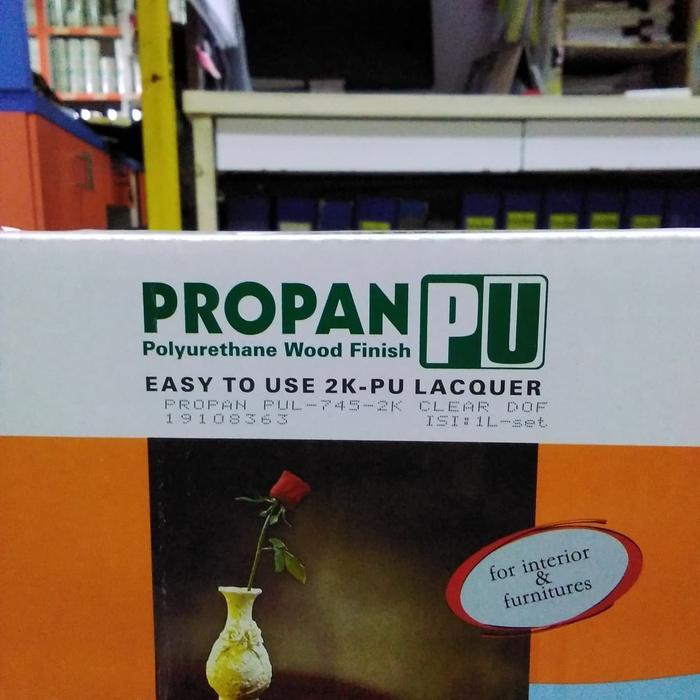 PROPAN PU
Polyurethane Wood Finish
EASY TO USE 2K-PU LACQUER
PROPAN PUL-745-2K CLEAR DOF
19108363 ISI:1L-set
for interior
&
furnitures